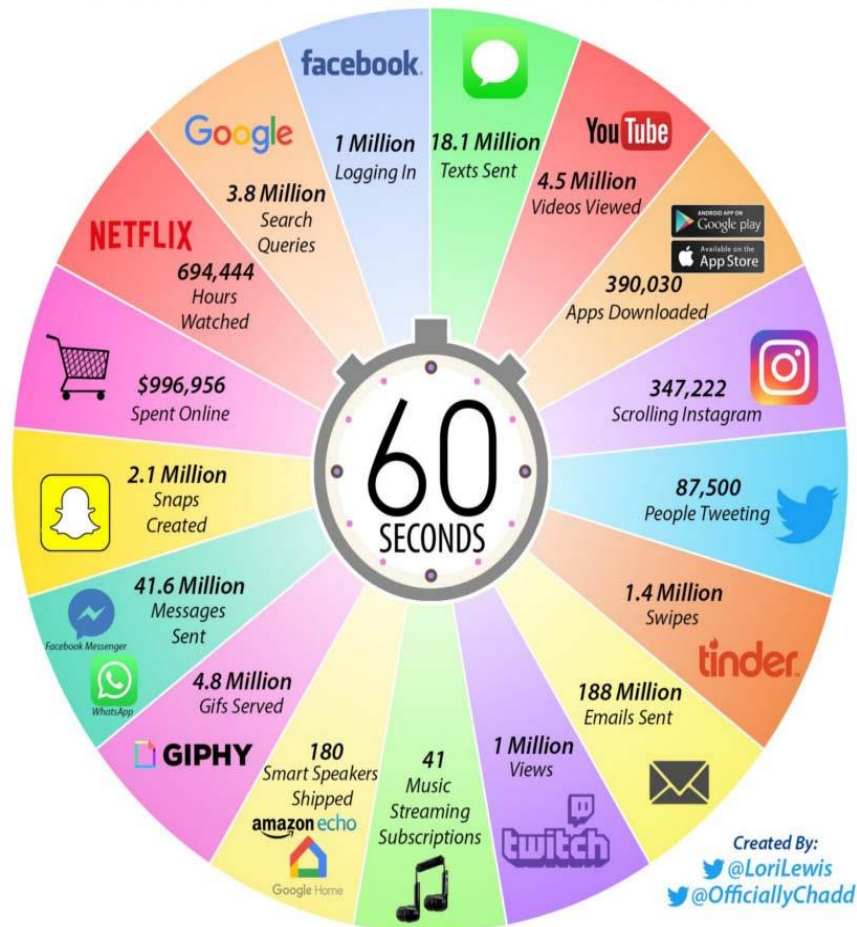 facebook
1 Million
Logging In
18.1 Million
Texts Sent
YouTube
4.5 Million
Videos Viewed
ANDROID APP ON
Google play
Available on the
App Store
390,030
Apps Downloaded
347,222
Scrolling Instagram
87,500
People Tweeting
1.4 Million
Swipes
tinder
188 Million
Emails Sent
1 Million
Views
twitch
41
Music
Streaming
Subscriptions
180
Smart Speakers
Shipped
amazon echo
Google Home
4.8 Million
Gifs Served
GIPHY
41.6 Million
Messages
Sent
Facebook Messenger
WhatsApp
2.1 Million
Snaps
Created
$996,956
Spent Online
NETFLIX
694,444
Hours
Watched
Google
3.8 Million
Search
Queries
60
SECONDS
Created By:
@LoriLewis
@OfficiallyChadd